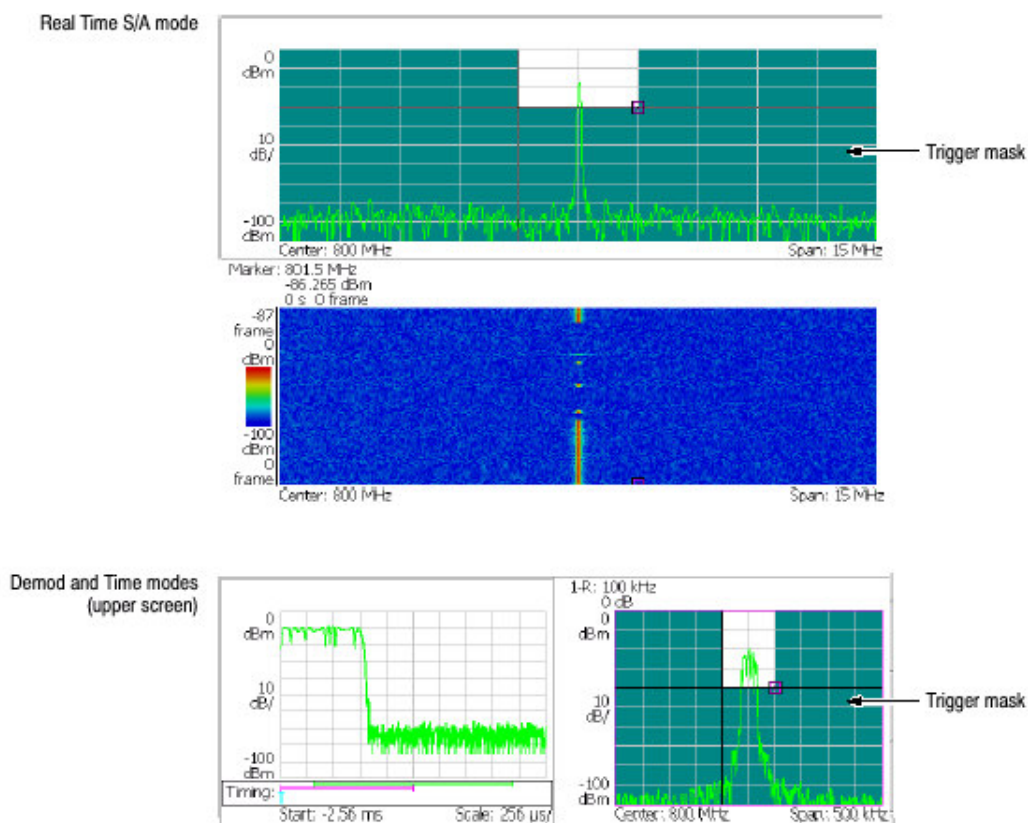 Real Time S/A mode
0
dBm
10
dB/
-100
dBm
Center: 800 MHz
Span: 15 MHz
Trigger mask
Marker: 801.5 MHz
-86.265 dBm
0 s 0 frame
-87
frame
0
dBm
-100
dBm
0
frame
Center: 800 MHz
Span: 15 MHz
Demod and Time modes
(upper screen)
0
dBm
10
dB/
-100
dBm
Timing:
Start: -2.56 ms
Scale: 256 µs/
1-R: 100 kHz
0 dB
0
dBm
10
dB/
-100
dBm
Center: 800 MHz
Span: 500 kHz
Trigger mask